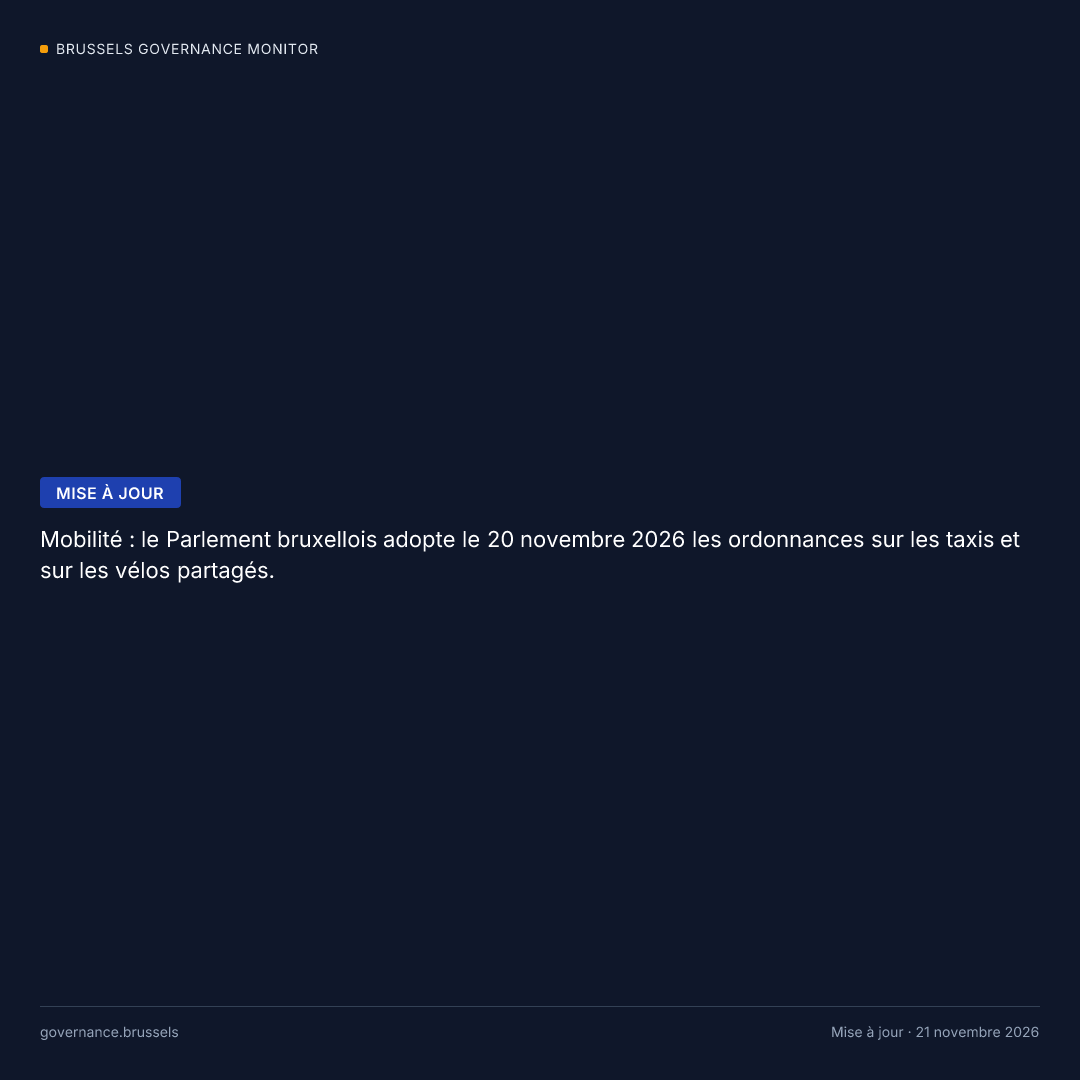 BRUSSELS GOVERNANCE MONITOR
MISE À JOUR
Mobilité : le Parlement bruxellois adopte le 20 novembre 2026 les ordonnances sur les taxis et
sur les vélos partagés.
governance.brussels
Mise à jour · 21 novembre 2026